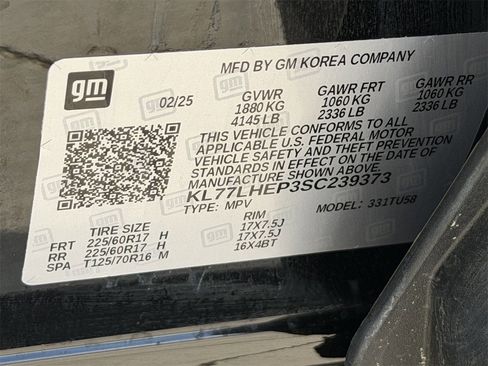 gm
MFD BY GM KOREA COMPANY
02/25 GVWR GAWR FRT GAWR RR
1880 KG 1060 KG 1060 KG
4145 LB 2336 LB 2336 LB
THIS VEHICLE CONFORMS TO ALL
APPLICABLE U.S. FEDERAL MOTOR
VEHICLE SAFETY AND THEFT PREVENTION
STANDARDS IN EFFECT ON THE DATE OF
MANUFACTURE SHOWN ABOVE.
KL77LHEP3SC239373
TYPE: MPV MODEL: 331TU58
TIRE SIZE RIM
FRT 225/60R17 H 17X7.5J
RR 225/60R17 H 17X7.5J
SPA T125/70R16 M 16X4BT